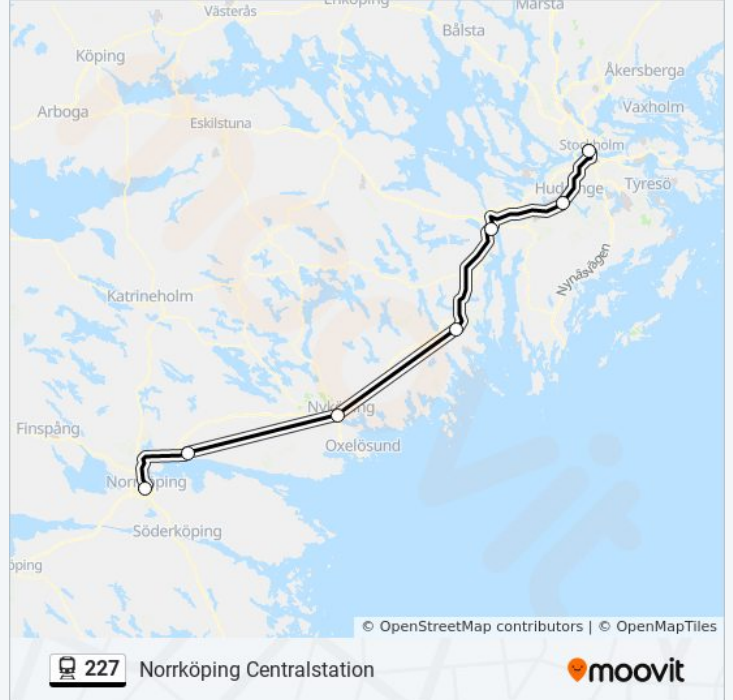 Enköping
Märsta
Västerås
Bålsta
Köping
Åkersberga
Vaxholm
Arboga
Eskilstuna
Stockholm
Huddinge
Tyresö
Nynäsvägen
Katrineholm
Nyköping
Finspång
Oxelösund
Norrköping
Söderköping
öping
© OpenStreetMap contributors | © OpenMapTiles
227 Norrköping Centralstation
moovit